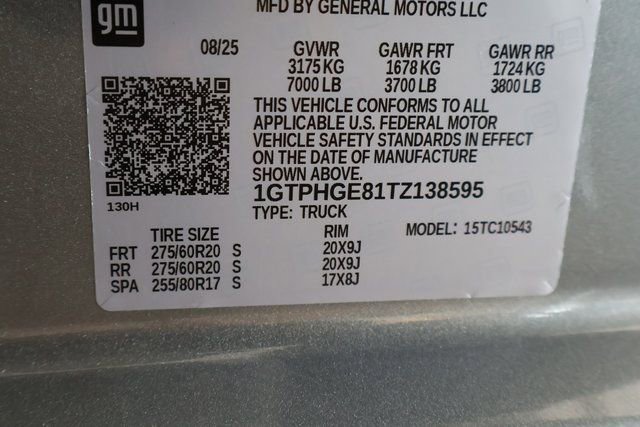 MFD BY GENERAL MOTORS LLC
gm
08/25 GVWR GAWR FRT GAWR RR
3175 KG 1678 KG 1724 KG
7000 LB 3700 LB 3800 LB
THIS VEHICLE CONFORMS TO ALL
APPLICABLE U.S. FEDERAL MOTOR
VEHICLE SAFETY STANDARDS IN EFFECT
ON THE DATE OF MANUFACTURE
SHOWN ABOVE.
1GTPHGE81TZ138595
130H
TYPE: TRUCK
MODEL: 15TC10543
TIRE SIZE RIM
FRT 275/60R20 S 20X9J
RR 275/60R20 S 20X9J
SPA 255/80R17 S 17X8J